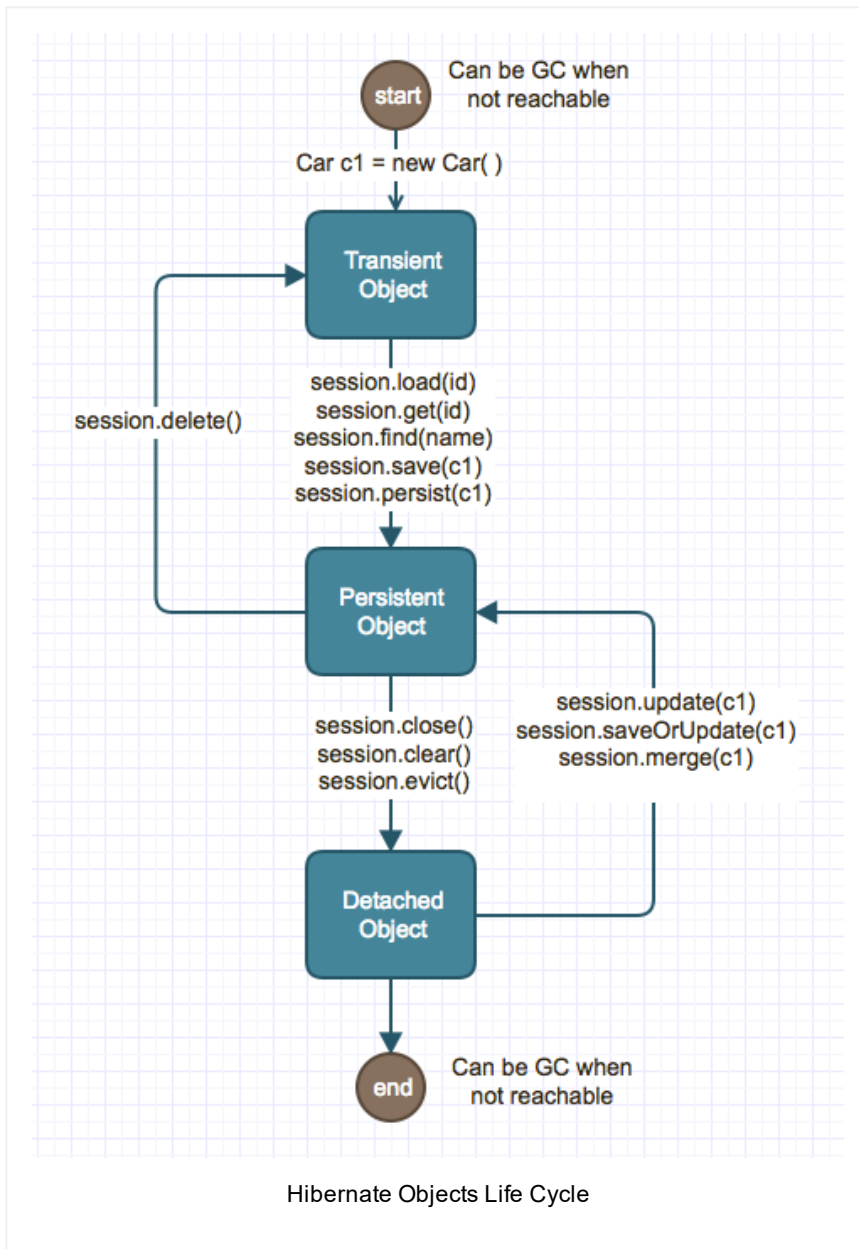 start
Can be GC when
not reachable
Car c1 = new Car( )
Transient
Object
session.load(id)
session.get(id)
session.find(name)
session.save(c1)
session.persist(c1)
session.delete()
Persistent
Object
session.close()
session.clear()
session.evict()
session.update(c1)
session.saveOrUpdate(c1)
session.merge(c1)
Detached
Object
end
Can be GC when
not reachable
Hibernate Objects Life Cycle